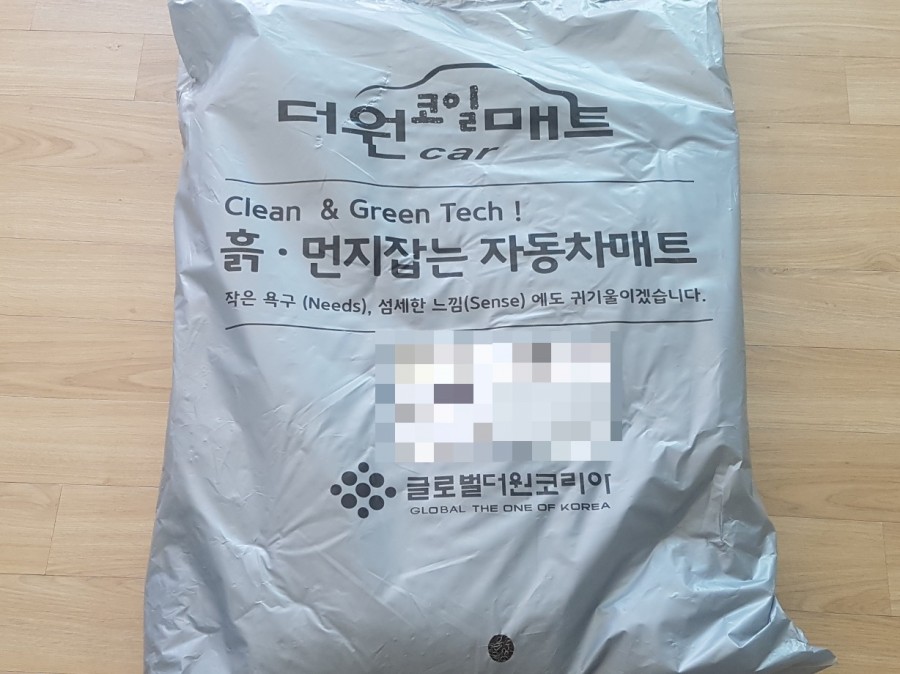 더원코일매트
car
Clean & Green Tech !
흙 · 먼지잡는 자동차매트
작은 욕구 (Needs), 섬세한 느낌(Sense) 에도 귀기울이겠습니다.
글로벌더원코리아
GLOBAL THE ONE OF KOREA